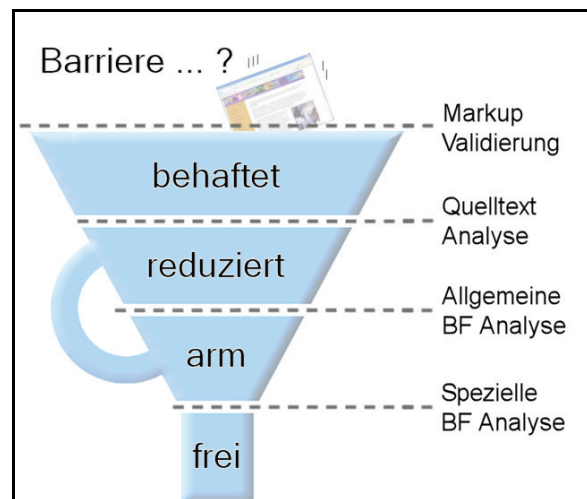 Barriere ... ?
Markup
Validierung
behaftet
Quelltext
Analyse
reduziert
Allgemeine
BF Analyse
arm
Spezielle
BF Analyse
frei